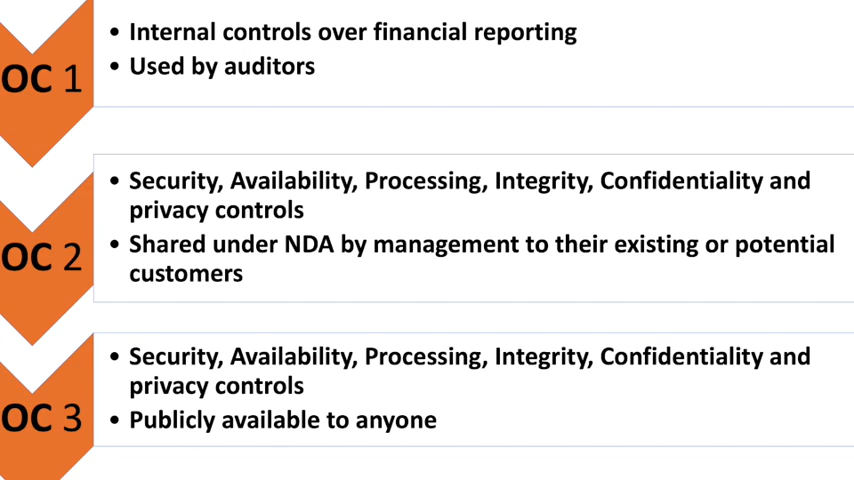 OC 1
• Internal controls over financial reporting
• Used by auditors
OC 2
• Security, Availability, Processing, Integrity, Confidentiality and
privacy controls
• Shared under NDA by management to their existing or potential
customers
OC 3
• Security, Availability, Processing, Integrity, Confidentiality and
privacy controls
• Publicly available to anyone